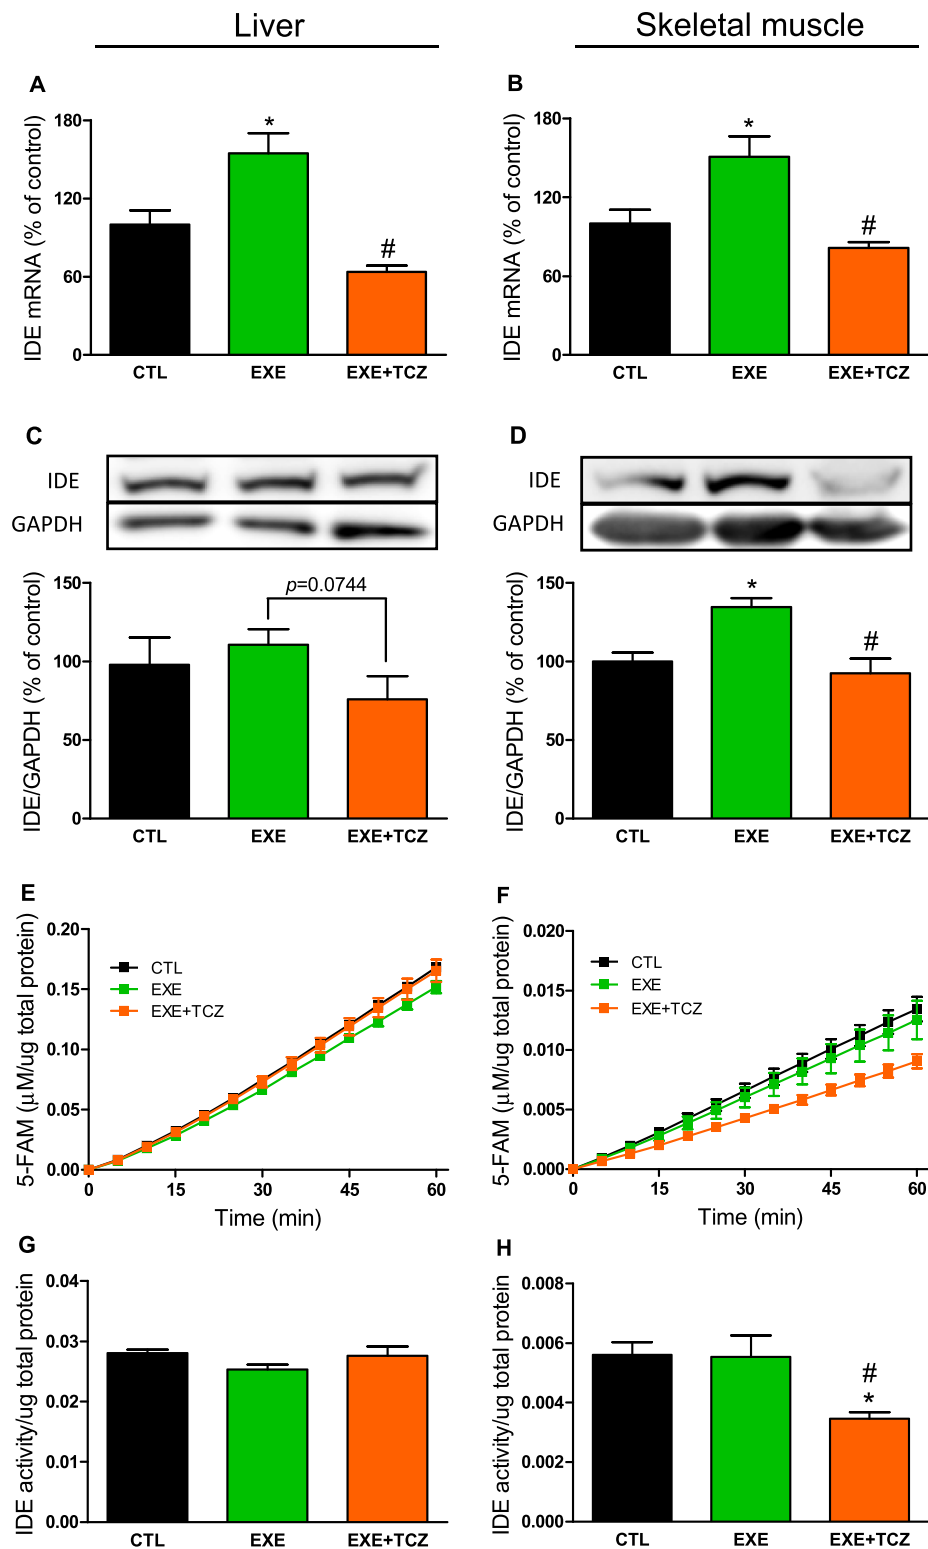 Liver
Skeletal muscle
A
IDE mRNA (% of control)
180
120
60
0
*
#
CTL
EXE
EXE+TCZ
B
IDE mRNA (% of control)
180
120
60
0
*
#
CTL
EXE
EXE+TCZ
C
IDE
GAPDH
IDE/GAPDH (% of control)
150
100
50
0
p=0.0744
CTL
EXE
EXE+TCZ
D
IDE
GAPDH
IDE/GAPDH (% of control)
150
100
50
0
*
#
CTL
EXE
EXE+TCZ
E
5-FAM (µM/ug total protein)
0.20
0.15
0.10
0.05
0.00
CTL
EXE
EXE+TCZ
0
15
30
45
60
Time (min)
F
5-FAM (µM/ug total protein)
0.020
0.015
0.010
0.005
0.000
CTL
EXE
EXE+TCZ
0
15
30
45
60
Time (min)
G
IDE activity/ug total protein
0.04
0.03
0.02
0.01
0.00
CTL
EXE
EXE+TCZ
H
IDE activity/ug total protein
0.008
0.006
0.004
0.002
0.000
#
*
CTL
EXE
EXE+TCZ